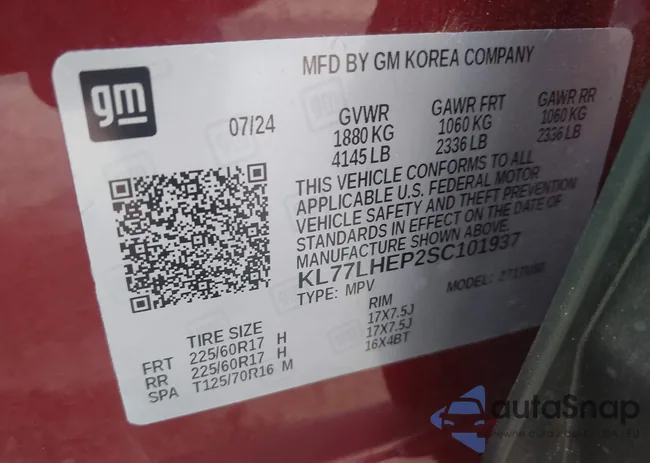 gm
MFD BY GM KOREA COMPANY
07/24
GVWR
1880 KG
4145 LB
GAWR FRT
1060 KG
2336 LB
GAWR RR
1060 KG
2336 LB
THIS VEHICLE CONFORMS TO ALL
APPLICABLE U.S. FEDERAL MOTOR
VEHICLE SAFETY AND THEFT PREVENTION
STANDARDS IN EFFECT ON THE DATE OF
MANUFACTURE SHOWN ABOVE.
KL77LHEP2SC101937
TYPE: MPV
MODEL:
TIRE SIZE
RIM
FRT 225/60R17 H 17X7.5J
RR 225/60R17 H 17X7.5J
SPA T125/70R16 M 16X4BT
autaSnap